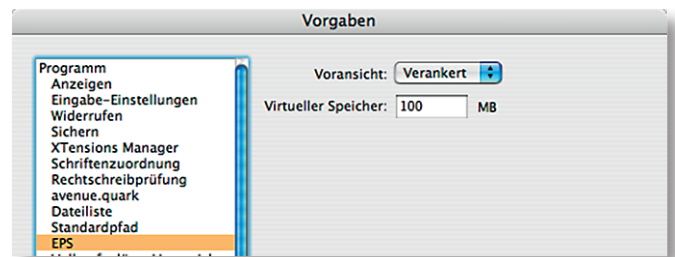 Vorgaben
Programm
Anzeigen
Eingabe-Einstellungen
Widerrufen
Sichern
XTensions Manager
Schriftenzuordnung
Rechtschreibprüfung
avenue.quark
Dateiliste
Standardpfad
EPS
Voransicht: Verankert
Virtueller Speicher: 100 MB